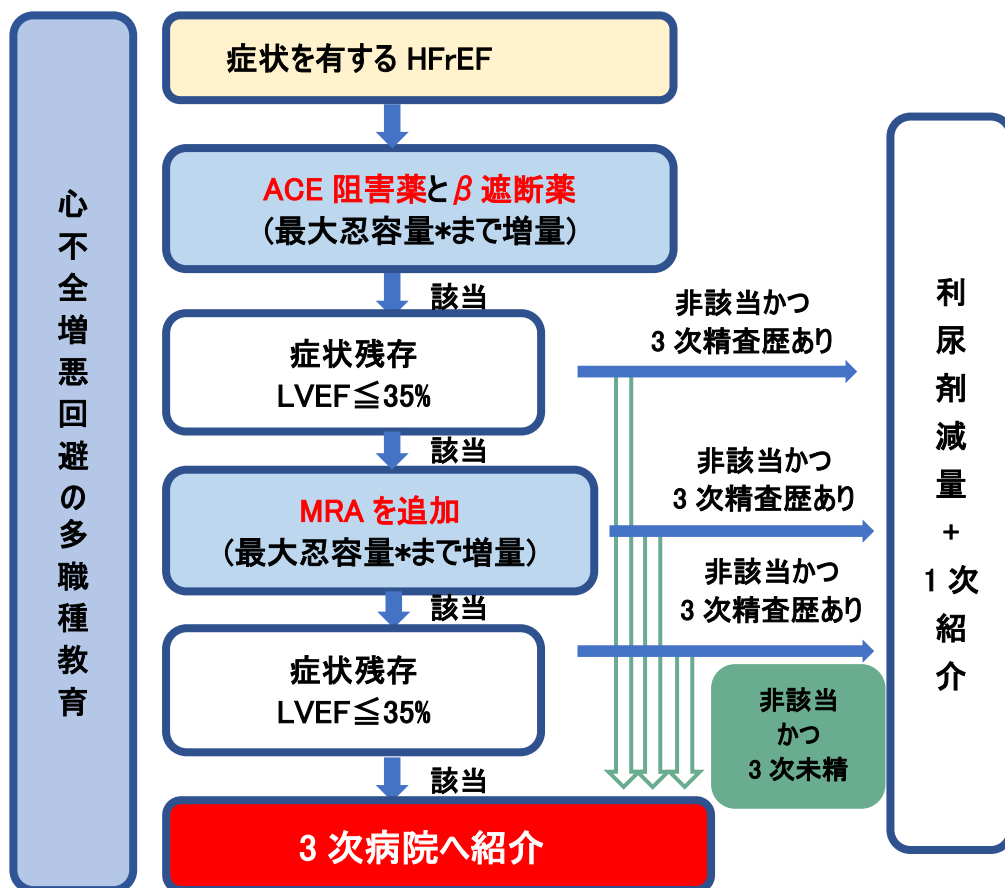 心不全増悪回避の多職種教育
症状を有する HFrEF
ACE 阻害薬とβ 遮断薬
(最大忍容量*まで増量)
該当
症状残存
LVEF≦35%
非該当かつ
3 次精査歴あり
該当
MRA を追加
(最大忍容量*まで増量)
非該当かつ
3 次精査歴あり
該当
症状残存
LVEF≦35%
非該当かつ
3 次精査歴あり
非該当
かつ
3 次未精
該当
3 次病院へ紹介
利尿剤減量+1次紹介